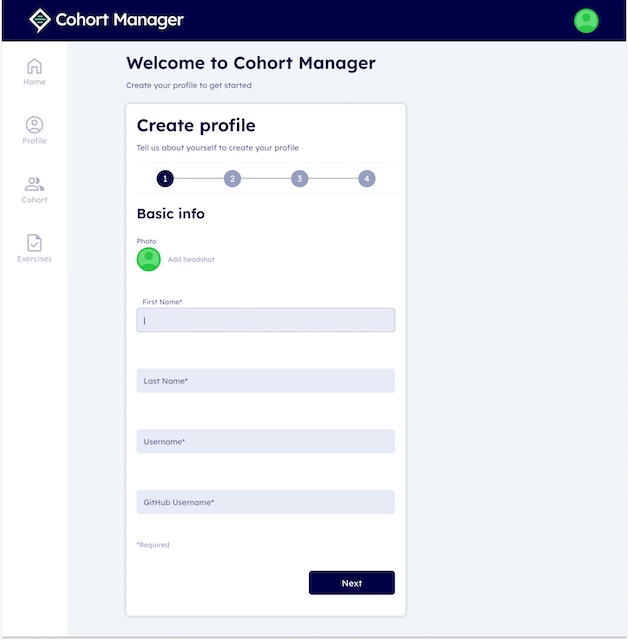 Cohort Manager
Home
Profile
Cohort
Exercises
Welcome to Cohort Manager
Create your profile to get started
Create profile
Tell us about yourself to create your profile
1 2 3 4
Basic info
Photo
Add headshot
First Name*
Last Name*
Username*
GitHub Username*
*Required
Next